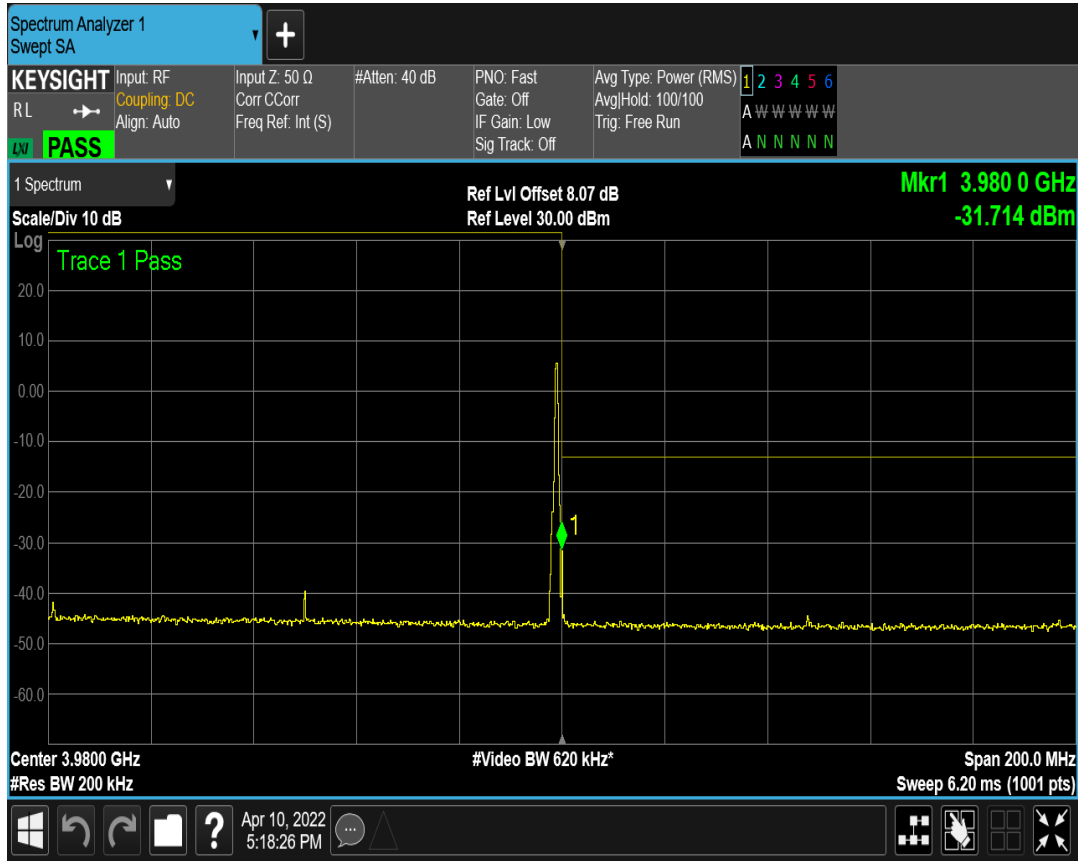 Spectrum Analyzer 1
Swept SA
+
KEYSIGHT
RL
LXI PASS
Input: RF
Coupling: DC
Align: Auto
Input Z: 50 Ω
Corr CCorr
Freq Ref: Int (S)
#Atten: 40 dB
PNO: Fast
Gate: Off
IF Gain: Low
Sig Track: Off
Avg Type: Power (RMS)
Avg|Hold: 100/100
Trig: Free Run
1 2 3 4 5 6
A W W W W W
A N N N N N
1 Spectrum
Scale/Div 10 dB
Ref Lvl Offset 8.07 dB
Ref Level 30.00 dBm
Mkr1 3.980 0 GHz
-31.714 dBm
Log
Trace 1 Pass
20.0
10.0
0.00
-10.0
-20.0
1
-30.0
-40.0
-50.0
-60.0
Center 3.9800 GHz
#Video BW 620 kHz*
Span 200.0 MHz
#Res BW 200 kHz
Sweep 6.20 ms (1001 pts)
?
Apr 10, 2022
5:18:26 PM